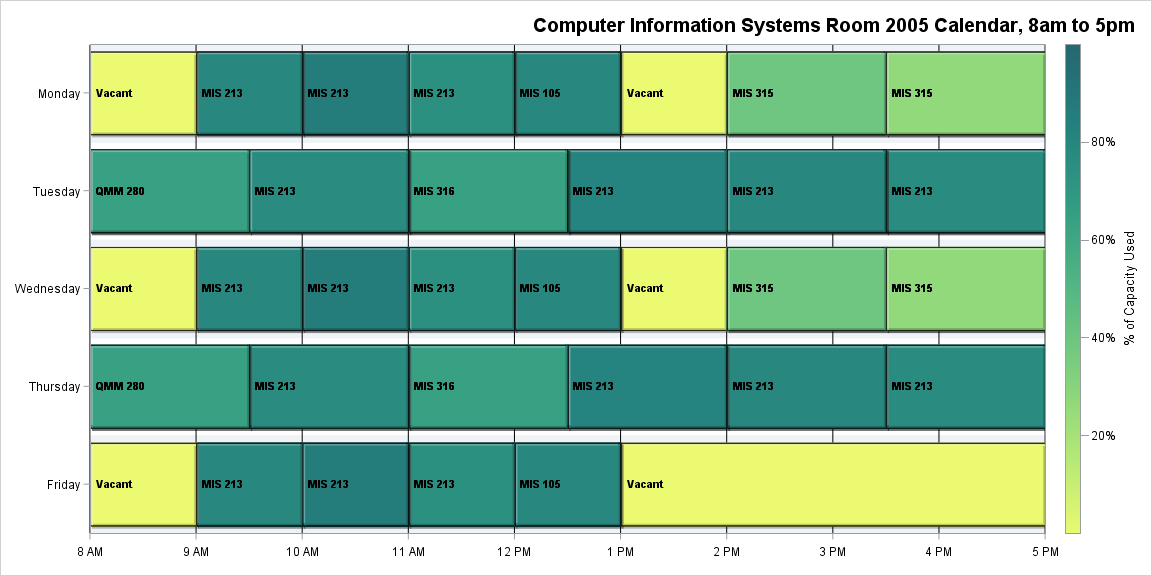 Computer Information Systems Room 2005 Calendar, 8am to 5pm
Monday
Vacant
MIS 213
MIS 213
MIS 213
MIS 105
Vacant
MIS 315
MIS 315
Tuesday
QMM 280
MIS 213
MIS 316
MIS 213
MIS 213
MIS 213
Wednesday
Vacant
MIS 213
MIS 213
MIS 213
MIS 105
Vacant
MIS 315
MIS 315
Thursday
QMM 280
MIS 213
MIS 316
MIS 213
MIS 213
MIS 213
Friday
Vacant
MIS 213
MIS 213
MIS 213
MIS 105
Vacant
8 AM
9 AM
10 AM
11 AM
12 PM
1 PM
2 PM
3 PM
4 PM
5 PM
80%
60%
40%
20%
% of Capacity Used